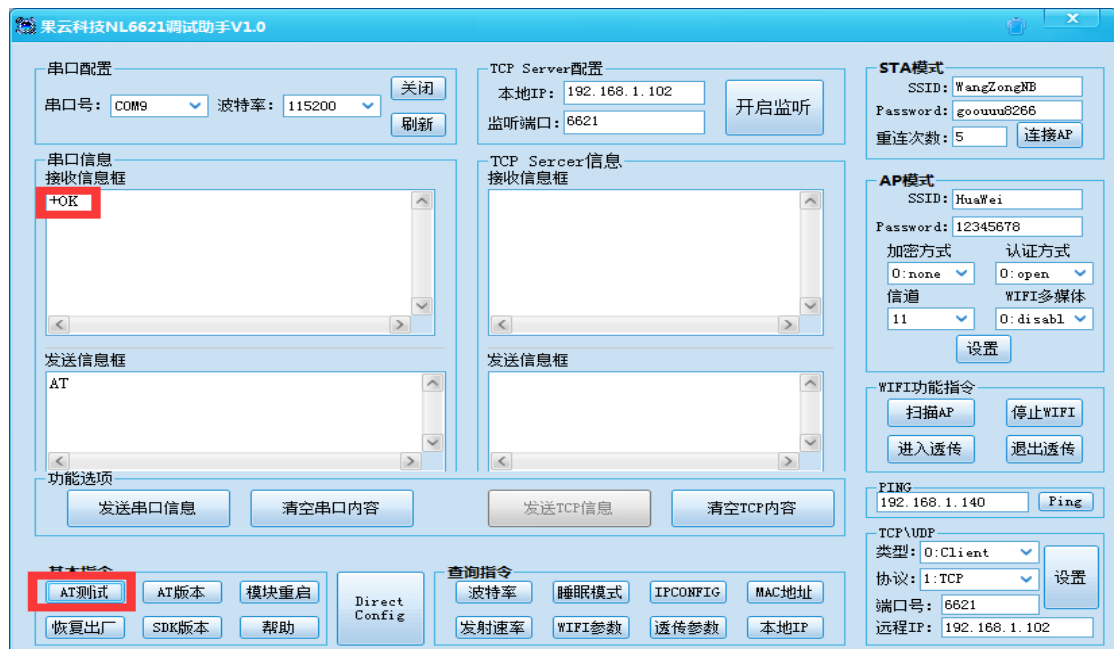 果云科技NL6621调试助手V1.0
串口配置
串口号: COM9 波特率: 115200 关闭
刷新
TCP Server配置
本地IP: 192.168.1.102
监听端口: 6621
开启监听
STA模式
SSID: WangZongNB
Password: goouuu8266
重连次数: 5 连接AP
串口信息
接收信息框
+OK
发送信息框
AT
TCP Sercer信息
接收信息框
发送信息框
AP模式
SSID: HuaWei
Password: 12345678
加密方式 认证方式
0:none 0:open
信道 WIFI多媒体
11 0:disabl
设置
WIFI功能指令
扫描AP 停止WIFI
进入透传 退出透传
功能选项
发送串口信息 清空串口内容 发送TCP信息 清空TCP内容
PING
192.168.1.140 Ping
TCP\UDP
类型: 0:Client
协议: 1:TCP
设置
端口号: 6621
远程IP: 192.168.1.102
基本指令
AT测试 AT版本 模块重启
恢复出厂 SDK版本 帮助
Direct
Config
查询指令
波特率 睡眠模式 IPCONFIG MAC地址
发射速率 WIFI参数 透传参数 本地IP